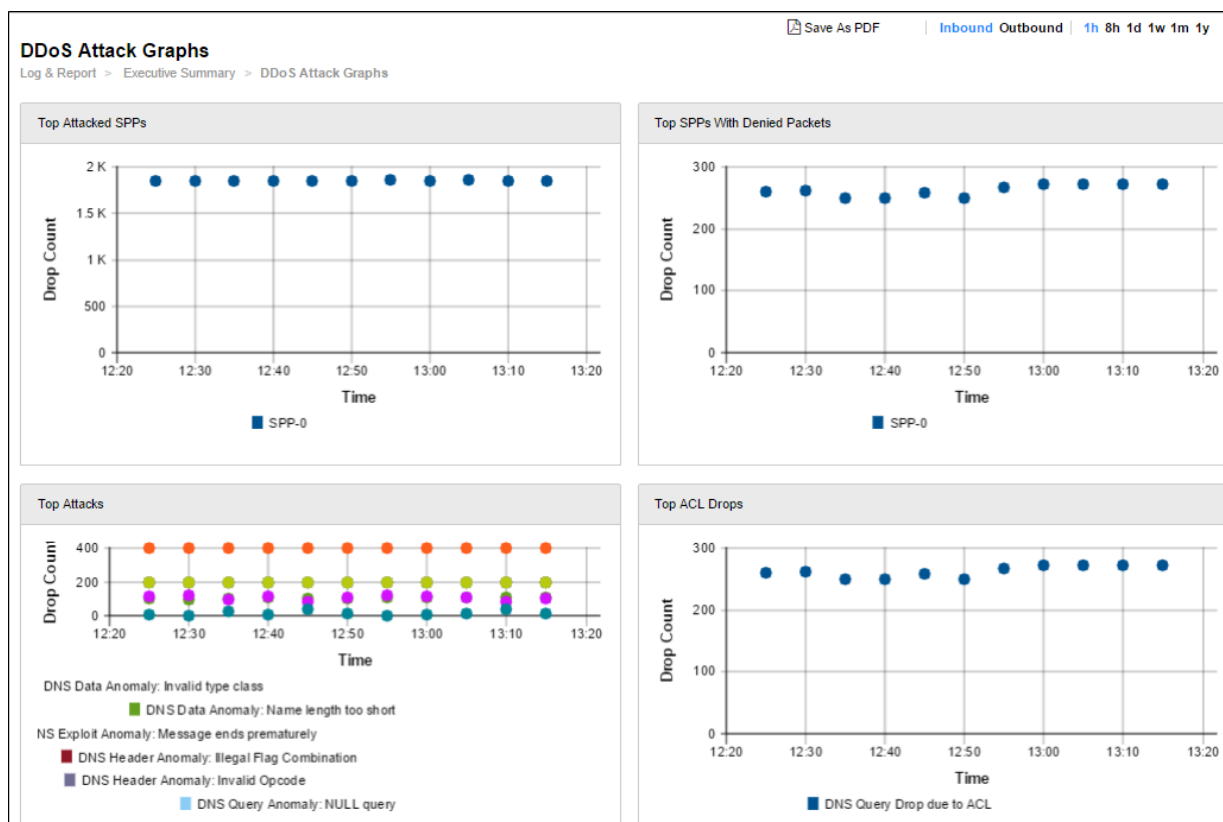 Save As PDF | Inbound Outbound | 1h 8h 1d 1w 1m 1y
DDoS Attack Graphs
Log & Report > Executive Summary > DDoS Attack Graphs
Top Attacked SPPs
Drop Count
2 K
1.5 K
1 K
500
0
12:20 12:30 12:40 12:50 13:00 13:10 13:20
Time
SPP-0
Top SPPs With Denied Packets
Drop Count
300
200
100
0
12:20 12:30 12:40 12:50 13:00 13:10 13:20
Time
SPP-0
Top Attacks
Drop Count
400
200
0
12:20 12:30 12:40 12:50 13:00 13:10 13:20
Time
DNS Data Anomaly: Invalid type class
DNS Data Anomaly: Name length too short
NS Exploit Anomaly: Message ends prematurely
DNS Header Anomaly: Illegal Flag Combination
DNS Header Anomaly: Invalid Opcode
DNS Query Anomaly: NULL query
Top ACL Drops
Drop Count
300
200
100
0
12:20 12:30 12:40 12:50 13:00 13:10 13:20
Time
DNS Query Drop due to ACL